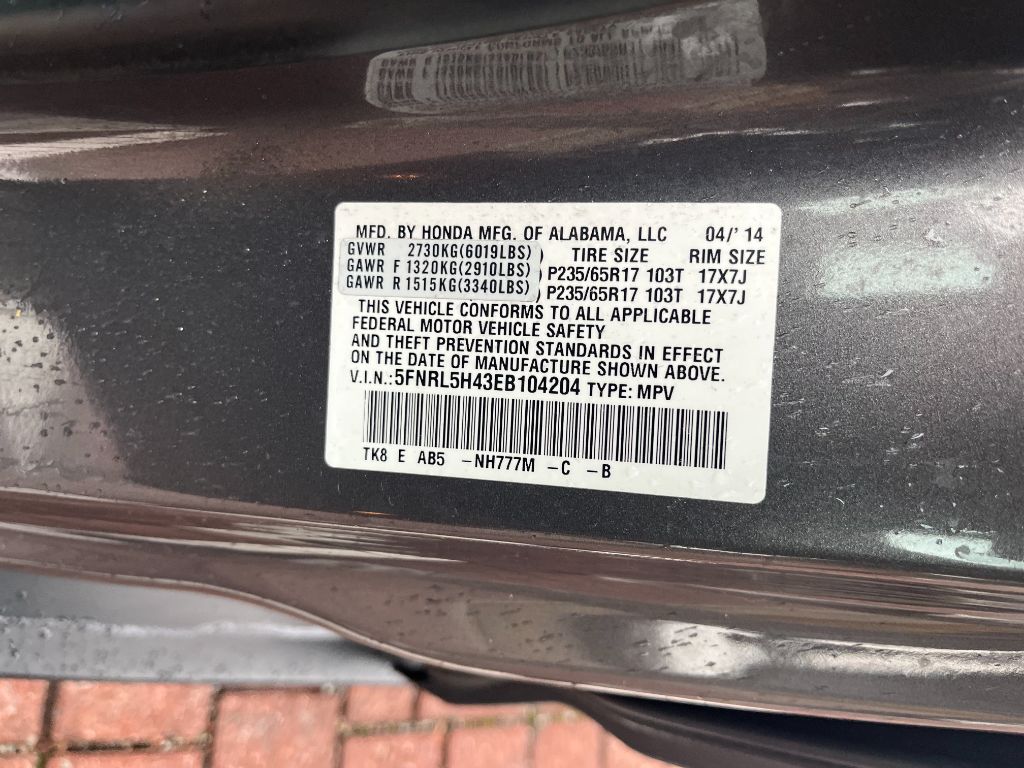 MFD. BY HONDA MFG. OF ALABAMA, LLC 04/' 14
GVWR 2730KG(6019LBS) TIRE SIZE RIM SIZE
GAWR F 1320KG(2910LBS) ) P235/65R17 103T 17X7J
GAWR R 1515KG(3340LBS) ) P235/65R17 103T 17X7J
THIS VEHICLE CONFORMS TO ALL APPLICABLE
FEDERAL MOTOR VEHICLE SAFETY
AND THEFT PREVENTION STANDARDS IN EFFECT
ON THE DATE OF MANUFACTURE SHOWN ABOVE.
V.I.N.:5FNRL5H43EB104204 TYPE: MPV
TK8 E AB5 -NH777M -C -B